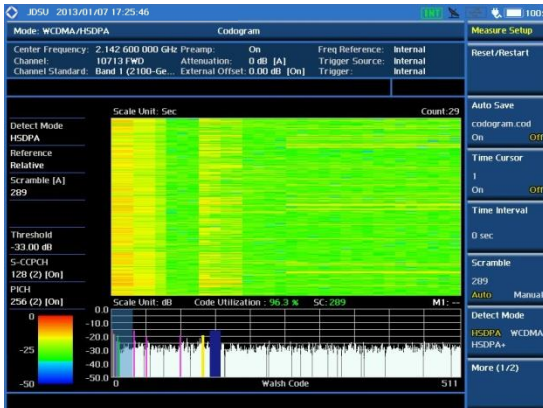 JDSU 2013/01/07 17:25:46 INT 100
Mode: WCDMA/HSDPA Codogram Measure Setup
Center Frequency: 2.142 600 000 GHz Preamp: On Freq Reference: Internal
Channel: 10713 FWD Attenuation: 0 dB [A] Trigger Source: Internal
Channel Standard: Band 1 (2100-Ge... External Offset: 0.00 dB [On] Trigger: Internal
Reset/Restart
Scale Unit: Sec Count:29
Detect Mode
HSDPA
Reference
Relative
Scramble [A]
289
Threshold
-33.00 dB
S-CCPCH
128 (2) [On]
PICH
256 (2) [On]
Auto Save
codogram.cod
On Off
Time Cursor
1
On Off
Time Interval
0 sec
Scramble
289
Auto Manual
Detect Mode
HSDPA WCDMA
HSDPA+
More (1/2)
Scale Unit: dB Code Utilization : 96.3 % SC: 289 M1: --
0
-25
-50
0.0
-10.0
-20.0
-30.0
-40.0
-50.0
0 Walsh Code 511